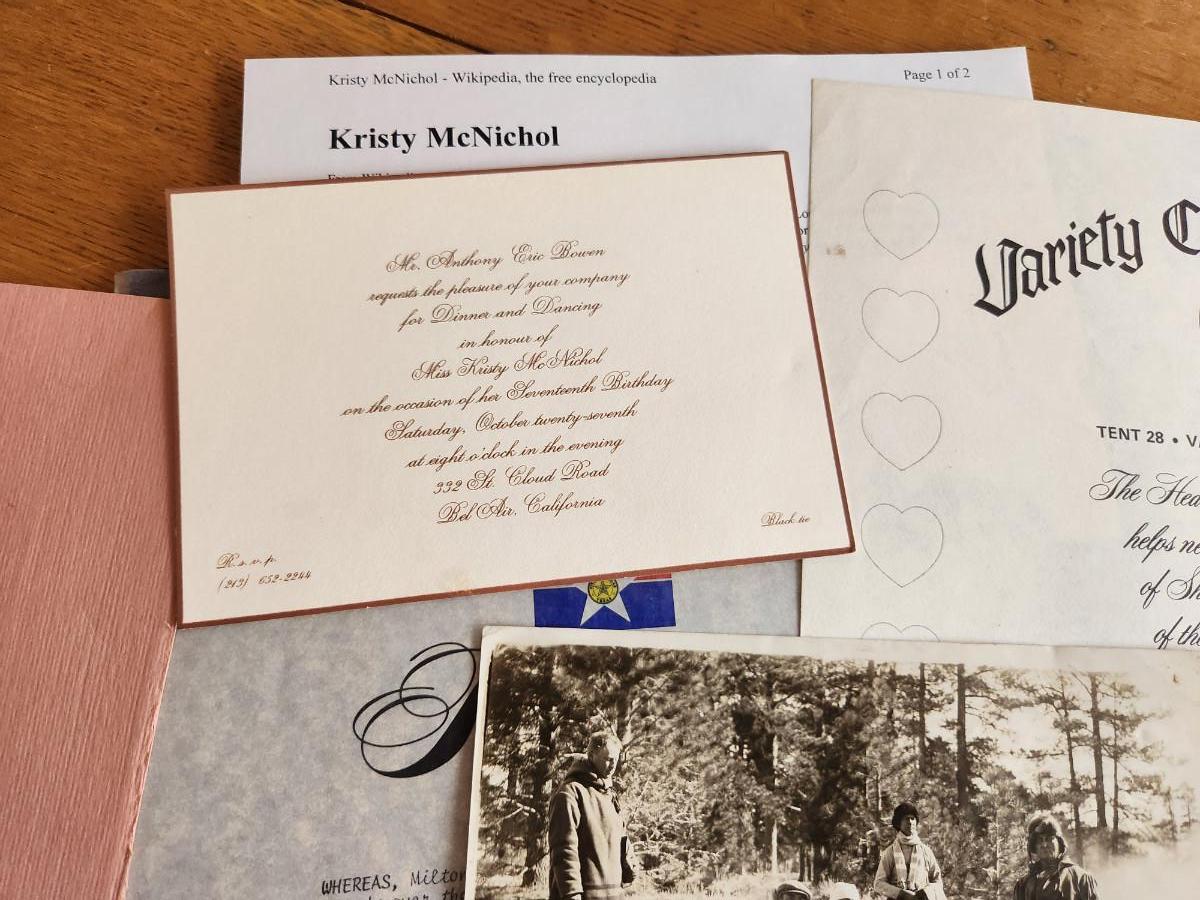 Kristy McNichol - Wikipedia, the free encyclopedia
Page 1 of 2
Kristy McNichol
Mr. Anthony Eric Bowen
requests the pleasure of your company
for Dinner and Dancing
in honour of
Miss Kristy McNichol
on the occasion of her Seventeenth Birthday
Saturday, October twenty-seventh
at eight o'clock in the evening
332 St. Cloud Road
Bel Air, California
Black tie
R.s.v.p.
(213) 652-2244
Variety C
TENT 28 • VA
The Hea
helps ne
of Sh
of th
WHEREAS, Milto